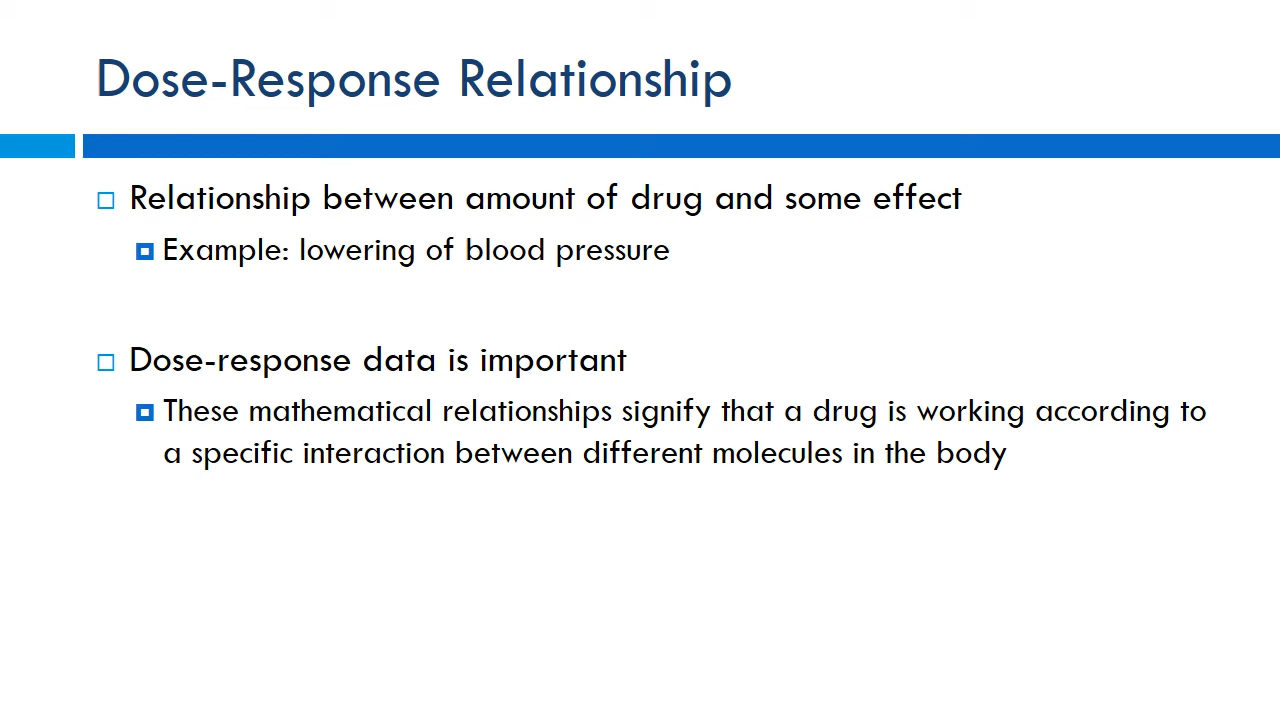 Dose-Response Relationship
Relationship between amount of drug and some effect
Example: lowering of blood pressure
Dose-response data is important
These mathematical relationships signify that a drug is working according to
a specific interaction between different molecules in the body